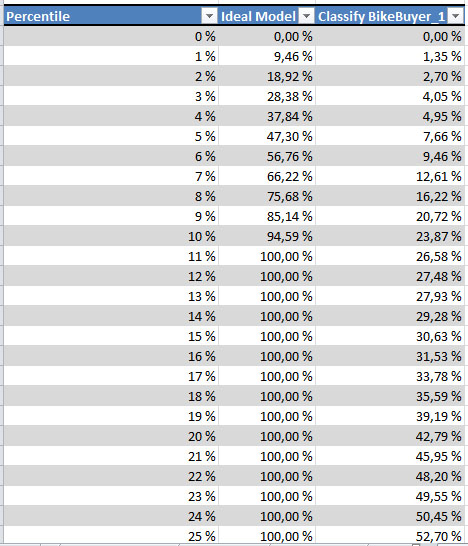 Percentile Ideal Model Classify BikeBuyer_1
0 % 0,00 % 0,00 %
1 % 9,46 % 1,35 %
2 % 18,92 % 2,70 %
3 % 28,38 % 4,05 %
4 % 37,84 % 4,95 %
5 % 47,30 % 7,66 %
6 % 56,76 % 9,46 %
7 % 66,22 % 12,61 %
8 % 75,68 % 16,22 %
9 % 85,14 % 20,72 %
10 % 94,59 % 23,87 %
11 % 100,00 % 26,58 %
12 % 100,00 % 27,48 %
13 % 100,00 % 27,93 %
14 % 100,00 % 29,28 %
15 % 100,00 % 30,63 %
16 % 100,00 % 31,53 %
17 % 100,00 % 33,78 %
18 % 100,00 % 35,59 %
19 % 100,00 % 39,19 %
20 % 100,00 % 42,79 %
21 % 100,00 % 45,95 %
22 % 100,00 % 48,20 %
23 % 100,00 % 49,55 %
24 % 100,00 % 50,45 %
25 % 100,00 % 52,70 %